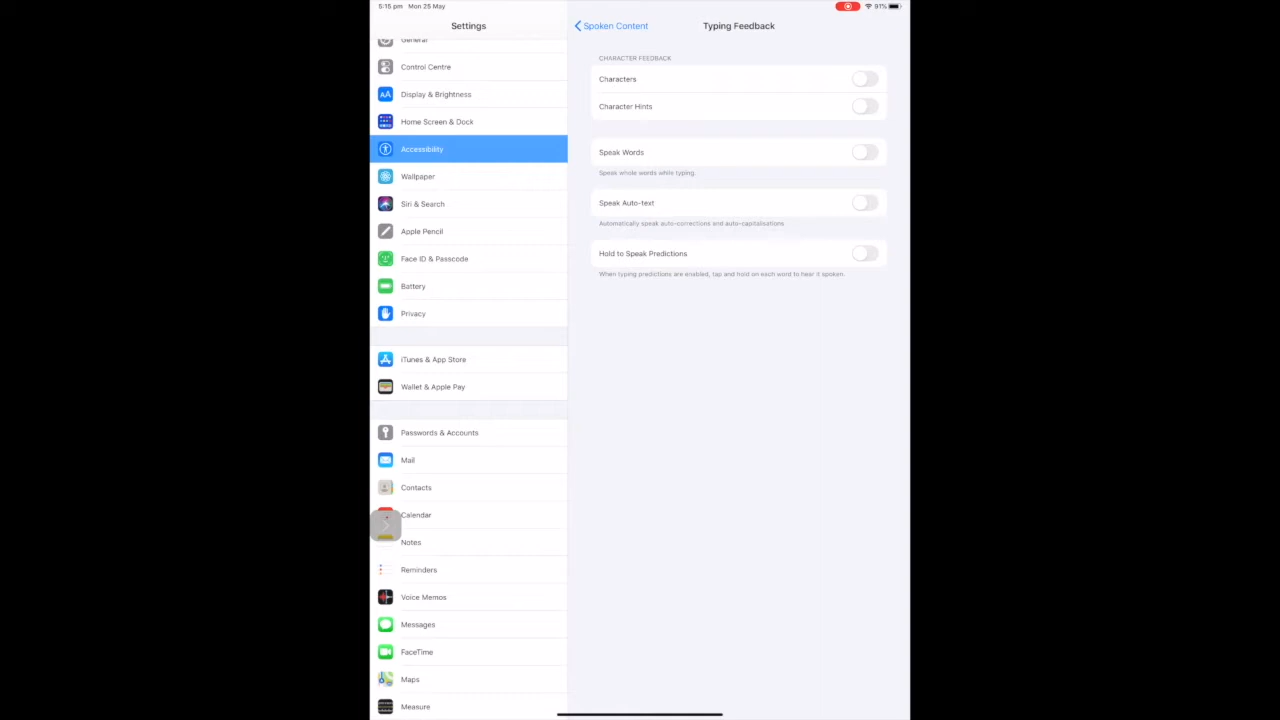 5:15 pm Mon 25 May
91%
Settings
General
Control Centre
Display & Brightness
Home Screen & Dock
Accessibility
Wallpaper
Siri & Search
Apple Pencil
Face ID & Passcode
Battery
Privacy
iTunes & App Store
Wallet & Apple Pay
Passwords & Accounts
Mail
Contacts
Calendar
Notes
Reminders
Voice Memos
Messages
FaceTime
Maps
Measure
Spoken Content
Typing Feedback
CHARACTER FEEDBACK
Characters
Character Hints
Speak Words
Speak whole words while typing.
Speak Auto-text
Automatically speak auto-corrections and auto-capitalisations
Hold to Speak Predictions
When typing predictions are enabled, tap and hold on each word to hear it spoken.